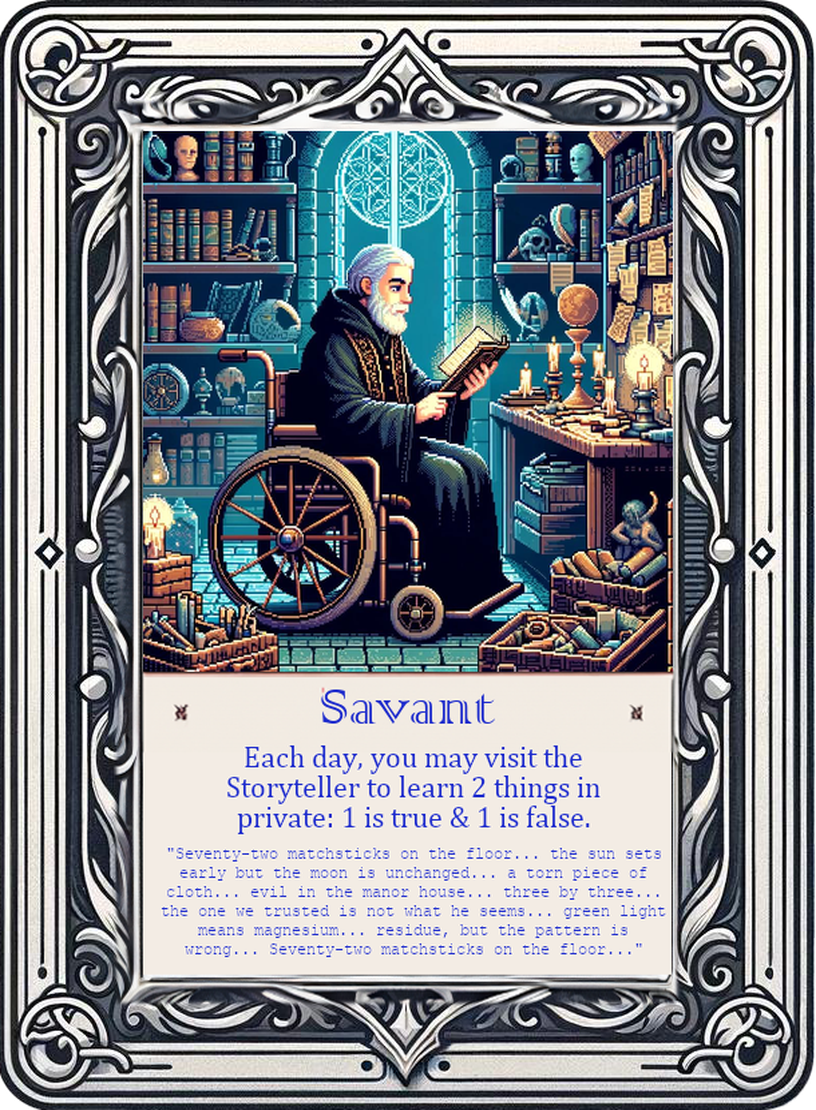 Savant
Each day, you may visit the
Storyteller to learn 2 things in
private: 1 is true & 1 is false.
"Seventy-two matchsticks on the floor... the sun sets
early but the moon is unchanged... a torn piece of
cloth... evil in the manor house... three by three...
the one we trusted is not what he seems... green light
means magnesium... residue, but the pattern is
wrong... Seventy-two matchsticks on the floor..."